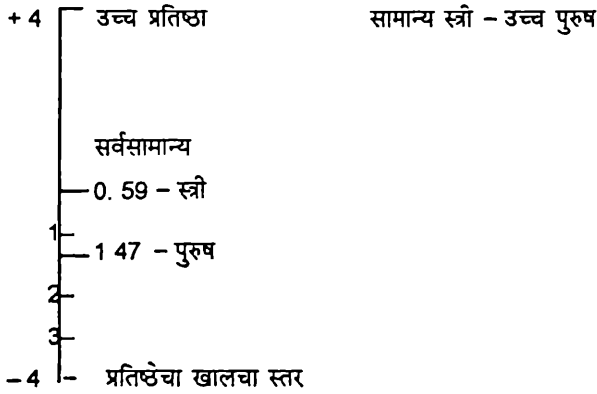 + 4 उच्च प्रतिष्ठा सामान्य स्त्री – उच्च पुरुष
सर्वसामान्य
0. 59 – स्त्री
1
1 47 – पुरुष
2
3
– 4 प्रतिष्ठेचा खालचा स्तर